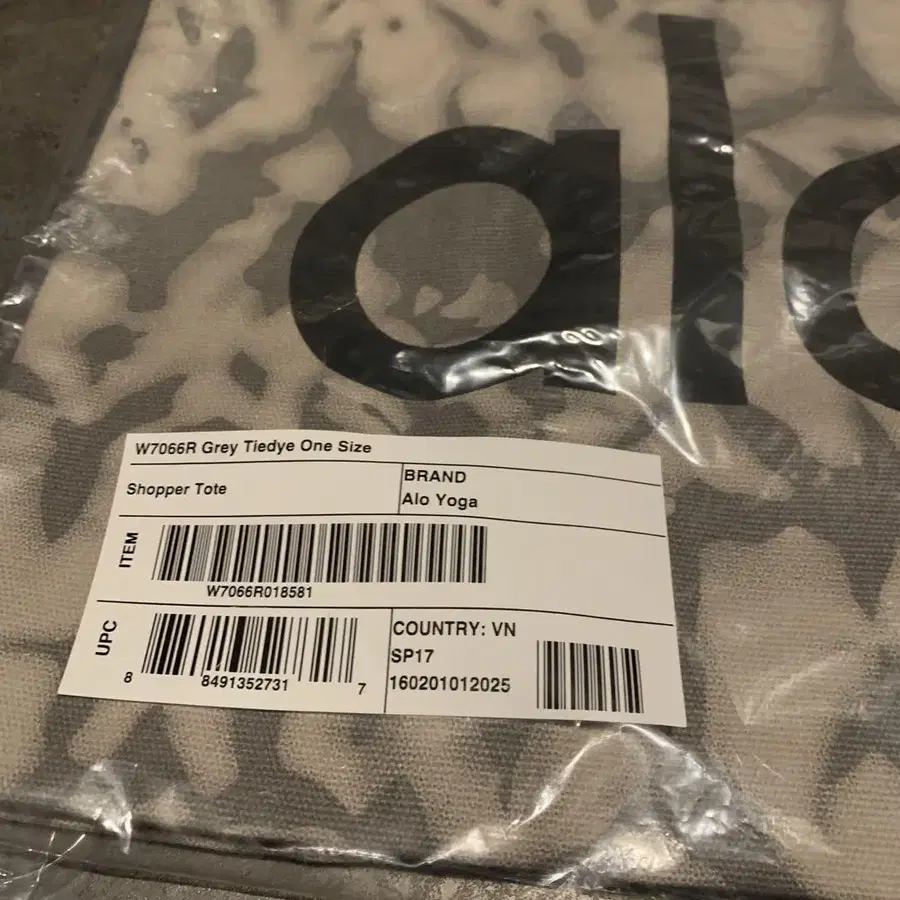 alo
W7066R Grey Tiedye One Size
Shopper Tote
BRAND
Alo Yoga
ITEM
W7066R018581
UPC
8 8491352731 7
COUNTRY: VN
SP17
160201012025